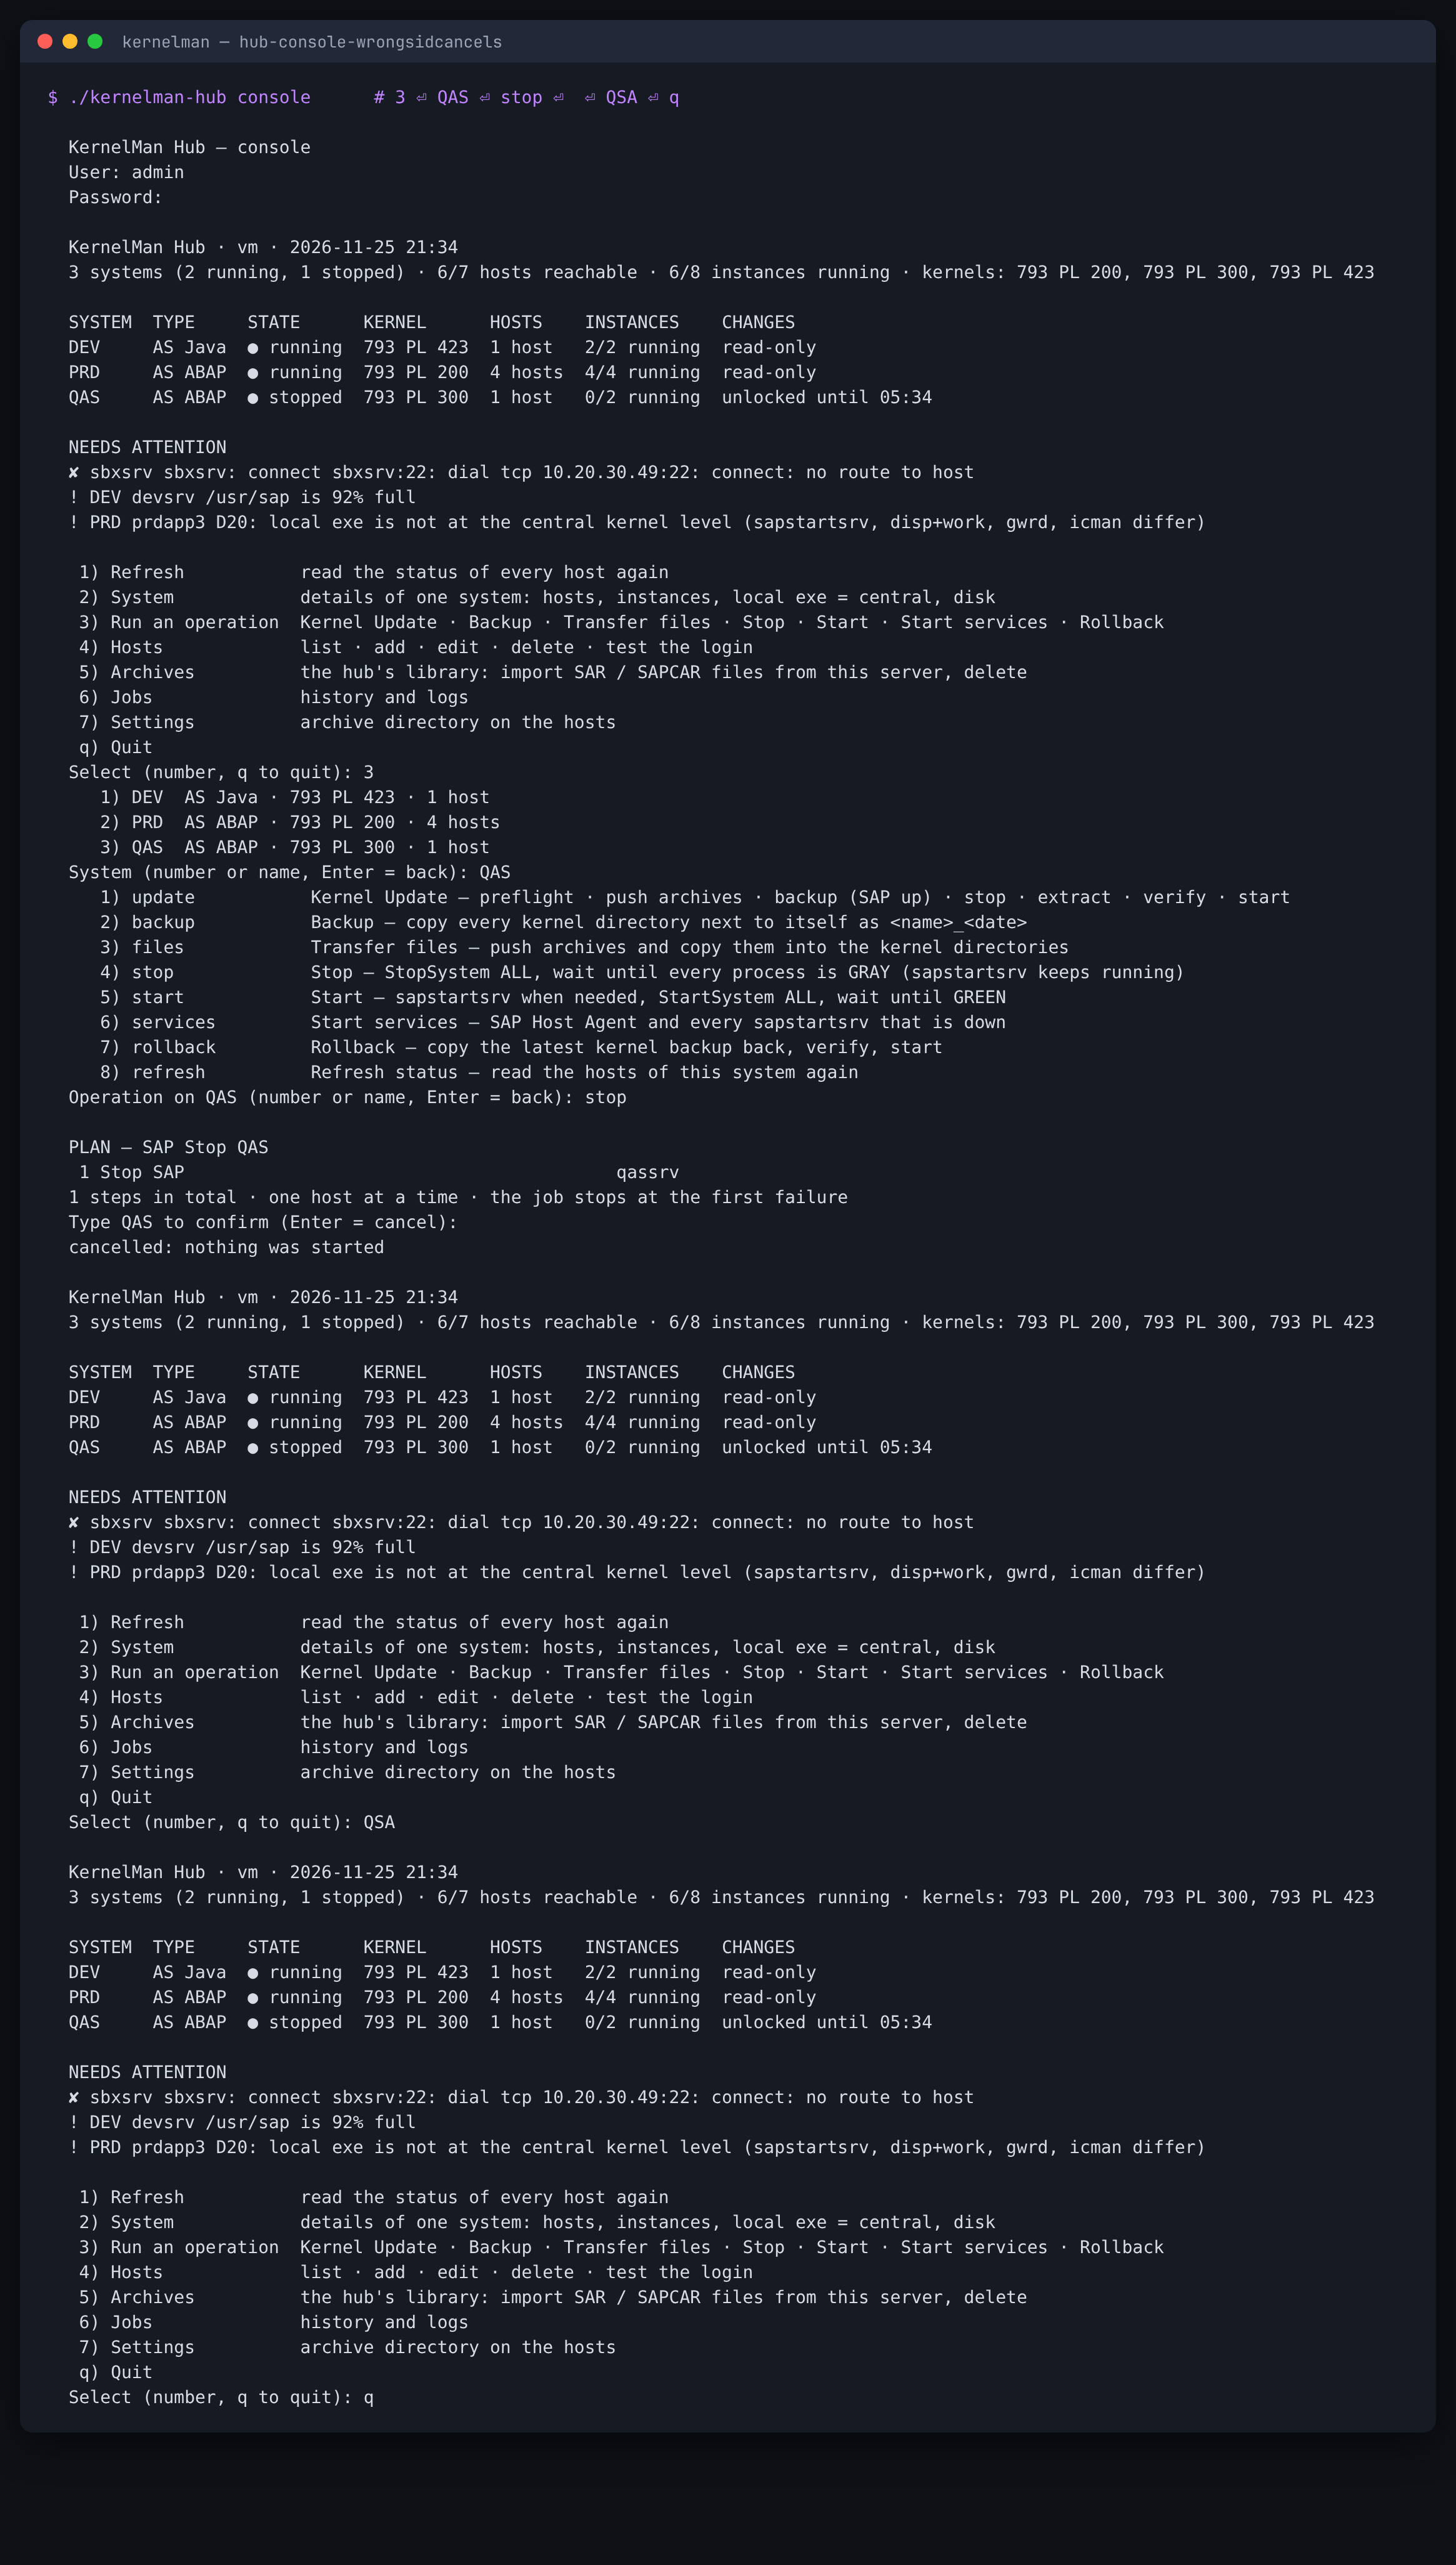 kernelman — hub-console-wrongsidcancels
$ ./kernelman-hub console      # 3 ⏎ QAS ⏎ stop ⏎  ⏎ QSA ⏎ q
KernelMan Hub — console
User: admin
Password:
KernelMan Hub · vm · 2026-11-25 21:34
3 systems (2 running, 1 stopped) · 6/7 hosts reachable · 6/8 instances running · kernels: 793 PL 200, 793 PL 300, 793 PL 423
SYSTEM  TYPE     STATE      KERNEL      HOSTS    INSTANCES    CHANGES
DEV     AS Java  ● running  793 PL 423  1 host   2/2 running  read-only
PRD     AS ABAP  ● running  793 PL 200  4 hosts  4/4 running  read-only
QAS     AS ABAP  ● stopped  793 PL 300  1 host   0/2 running  unlocked until 05:34
NEEDS ATTENTION
✘ sbxsrv sbxsrv: connect sbxsrv:22: dial tcp 10.20.30.49:22: connect: no route to host
! DEV devsrv /usr/sap is 92% full
! PRD prdapp3 D20: local exe is not at the central kernel level (sapstartsrv, disp+work, gwrd, icman differ)
1) Refresh           read the status of every host again
2) System            details of one system: hosts, instances, local exe = central, disk
3) Run an operation  Kernel Update · Backup · Transfer files · Stop · Start · Start services · Rollback
4) Hosts             list · add · edit · delete · test the login
5) Archives          the hub's library: import SAR / SAPCAR files from this server, delete
6) Jobs              history and logs
7) Settings          archive directory on the hosts
q) Quit
Select (number, q to quit): 3
1) DEV  AS Java · 793 PL 423 · 1 host
2) PRD  AS ABAP · 793 PL 200 · 4 hosts
3) QAS  AS ABAP · 793 PL 300 · 1 host
System (number or name, Enter = back): QAS
1) update           Kernel Update — preflight · push archives · backup (SAP up) · stop · extract · verify · start
2) backup           Backup — copy every kernel directory next to itself as <name>_<date>
3) files            Transfer files — push archives and copy them into the kernel directories
4) stop             Stop — StopSystem ALL, wait until every process is GRAY (sapstartsrv keeps running)
5) start            Start — sapstartsrv when needed, StartSystem ALL, wait until GREEN
6) services         Start services — SAP Host Agent and every sapstartsrv that is down
7) rollback         Rollback — copy the latest kernel backup back, verify, start
8) refresh          Refresh status — read the hosts of this system again
Operation on QAS (number or name, Enter = back): stop
PLAN — SAP Stop QAS
1 Stop SAP                                         qassrv
1 steps in total · one host at a time · the job stops at the first failure
Type QAS to confirm (Enter = cancel):
cancelled: nothing was started
KernelMan Hub · vm · 2026-11-25 21:34
3 systems (2 running, 1 stopped) · 6/7 hosts reachable · 6/8 instances running · kernels: 793 PL 200, 793 PL 300, 793 PL 423
SYSTEM  TYPE     STATE      KERNEL      HOSTS    INSTANCES    CHANGES
DEV     AS Java  ● running  793 PL 423  1 host   2/2 running  read-only
PRD     AS ABAP  ● running  793 PL 200  4 hosts  4/4 running  read-only
QAS     AS ABAP  ● stopped  793 PL 300  1 host   0/2 running  unlocked until 05:34
NEEDS ATTENTION
✘ sbxsrv sbxsrv: connect sbxsrv:22: dial tcp 10.20.30.49:22: connect: no route to host
! DEV devsrv /usr/sap is 92% full
! PRD prdapp3 D20: local exe is not at the central kernel level (sapstartsrv, disp+work, gwrd, icman differ)
1) Refresh           read the status of every host again
2) System            details of one system: hosts, instances, local exe = central, disk
3) Run an operation  Kernel Update · Backup · Transfer files · Stop · Start · Start services · Rollback
4) Hosts             list · add · edit · delete · test the login
5) Archives          the hub's library: import SAR / SAPCAR files from this server, delete
6) Jobs              history and logs
7) Settings          archive directory on the hosts
q) Quit
Select (number, q to quit): QSA
KernelMan Hub · vm · 2026-11-25 21:34
3 systems (2 running, 1 stopped) · 6/7 hosts reachable · 6/8 instances running · kernels: 793 PL 200, 793 PL 300, 793 PL 423
SYSTEM  TYPE     STATE      KERNEL      HOSTS    INSTANCES    CHANGES
DEV     AS Java  ● running  793 PL 423  1 host   2/2 running  read-only
PRD     AS ABAP  ● running  793 PL 200  4 hosts  4/4 running  read-only
QAS     AS ABAP  ● stopped  793 PL 300  1 host   0/2 running  unlocked until 05:34
NEEDS ATTENTION
✘ sbxsrv sbxsrv: connect sbxsrv:22: dial tcp 10.20.30.49:22: connect: no route to host
! DEV devsrv /usr/sap is 92% full
! PRD prdapp3 D20: local exe is not at the central kernel level (sapstartsrv, disp+work, gwrd, icman differ)
1) Refresh           read the status of every host again
2) System            details of one system: hosts, instances, local exe = central, disk
3) Run an operation  Kernel Update · Backup · Transfer files · Stop · Start · Start services · Rollback
4) Hosts             list · add · edit · delete · test the login
5) Archives          the hub's library: import SAR / SAPCAR files from this server, delete
6) Jobs              history and logs
7) Settings          archive directory on the hosts
q) Quit
Select (number, q to quit): q